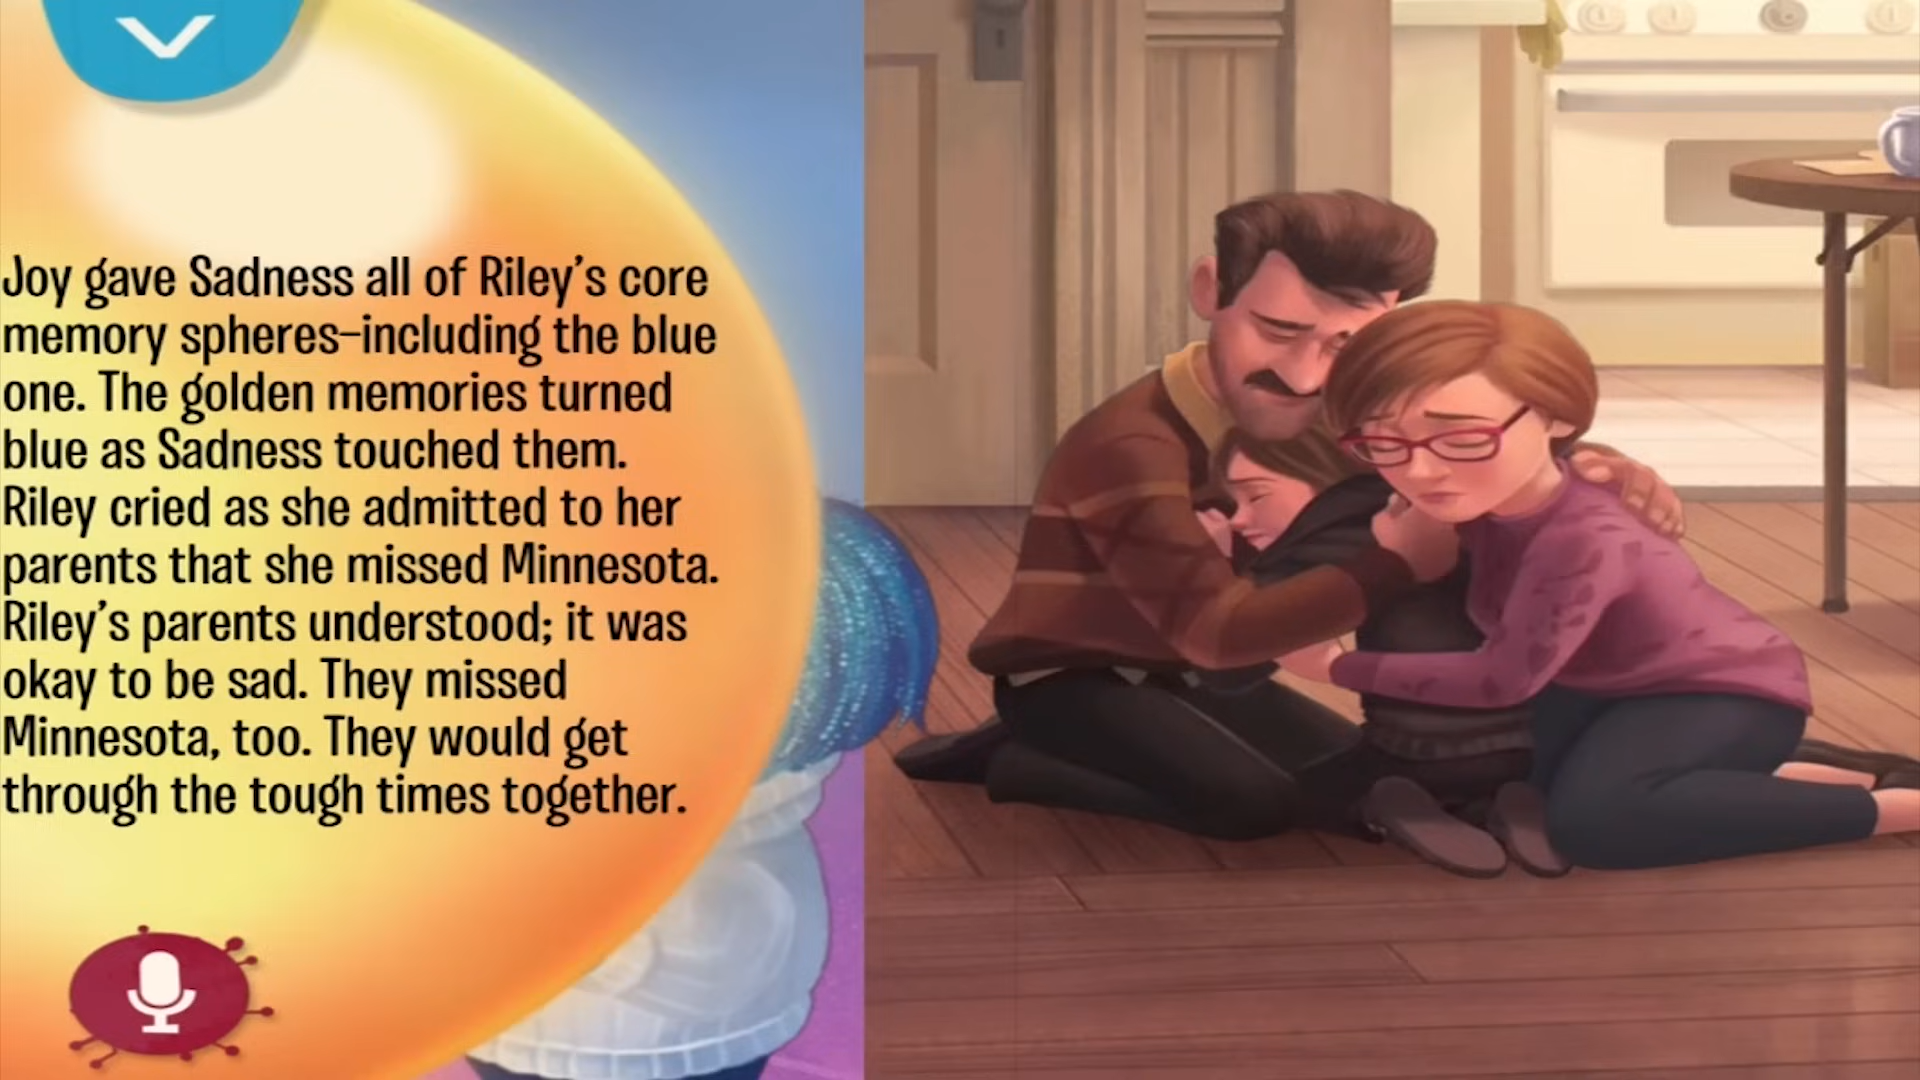 Joy gave Sadness all of Riley’s core
memory spheres–including the blue
one. The golden memories turned
blue as Sadness touched them.
Riley cried as she admitted to her
parents that she missed Minnesota.
Riley’s parents understood; it was
okay to be sad. They missed
Minnesota, too. They would get
through the tough times together.